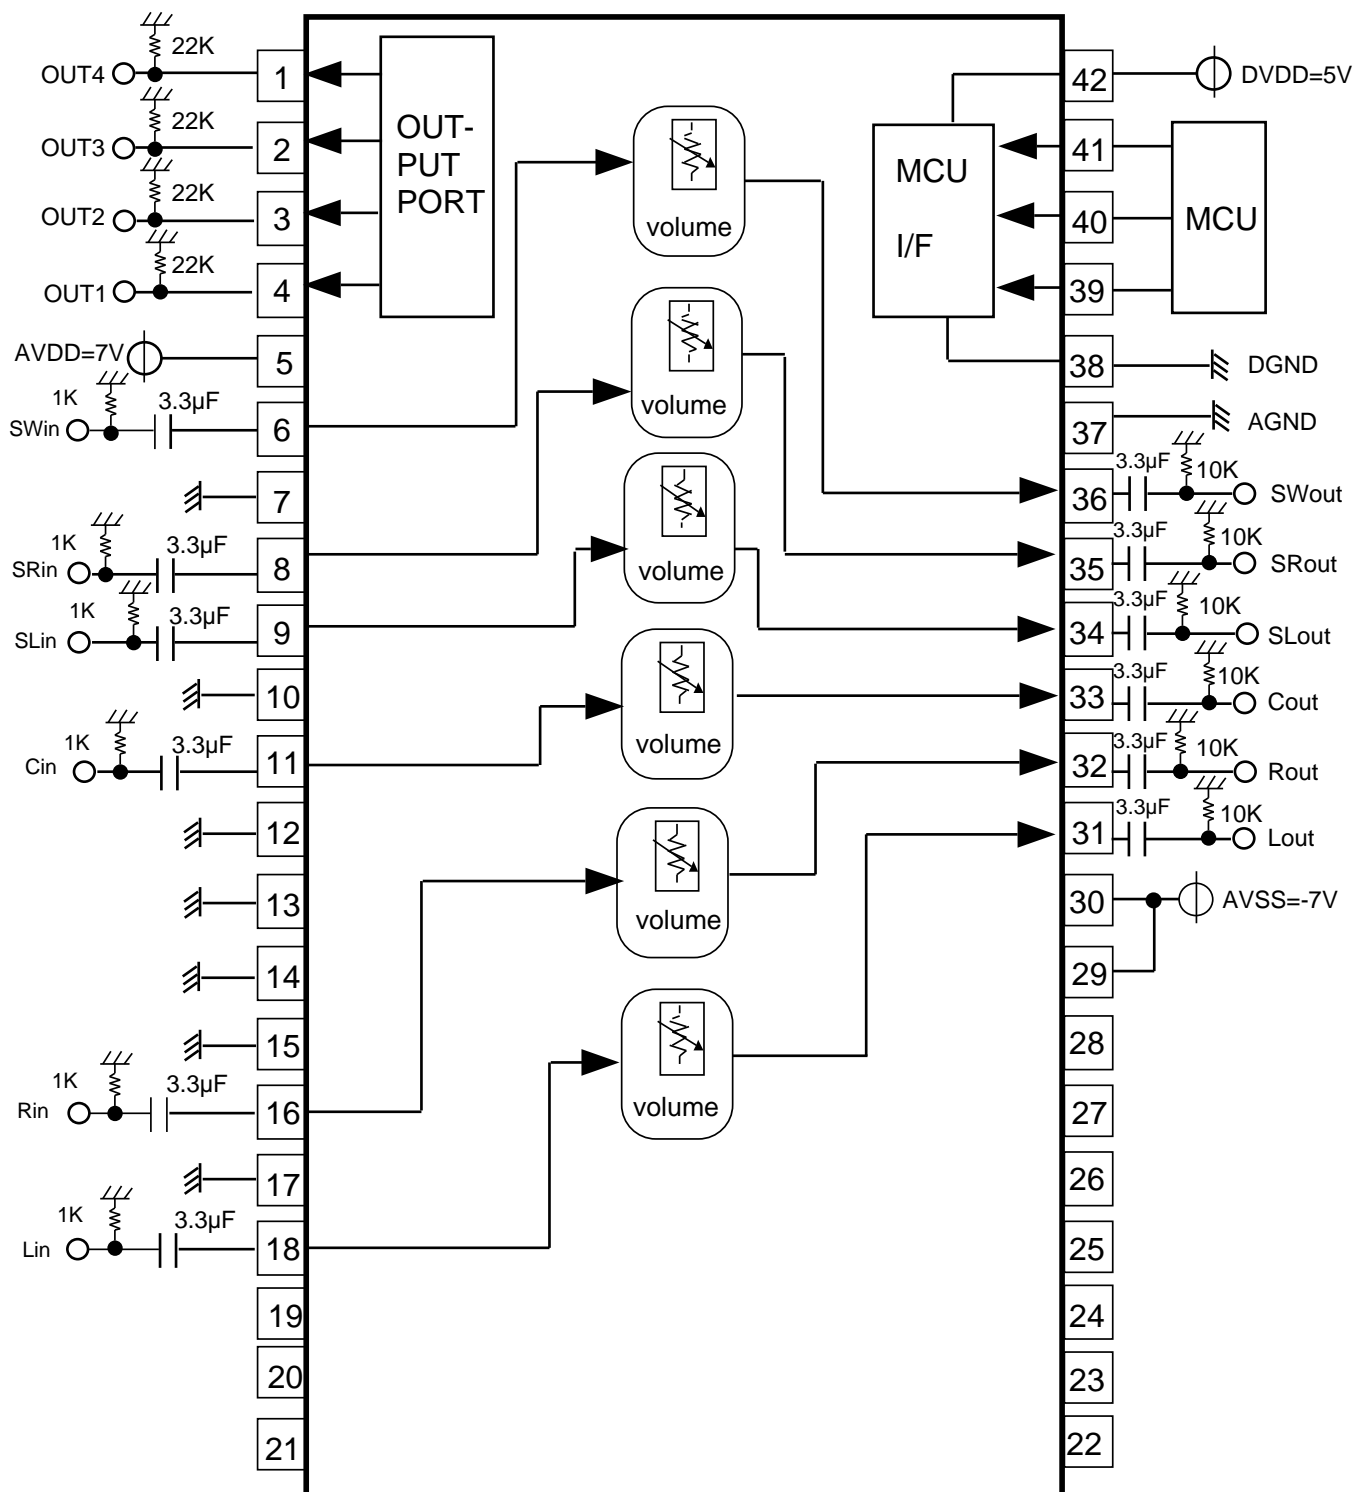 22K
OUT4
1
22K
OUT3
2
22K
OUT2
3
22K
OUT1
4
OUT-
PUT
PORT
AVDD=7V
5
1K
3.3µF
SWin
6
7
1K
3.3µF
SRin
8
1K
3.3µF
SLin
9
10
1K
3.3µF
Cin
11
12
13
14
15
1K
3.3µF
Rin
16
17
1K
3.3µF
Lin
18
19
20
21
volume
volume
volume
volume
volume
volume
MCU
I/F
MCU
42
DVDD=5V
41
40
39
38
DGND
37
AGND
3.3µF
10K
36
SWout
3.3µF
10K
35
SRout
3.3µF
10K
34
SLout
3.3µF
10K
33
Cout
3.3µF
10K
32
Rout
3.3µF
10K
31
Lout
30
AVSS=-7V
29
28
27
26
25
24
23
22